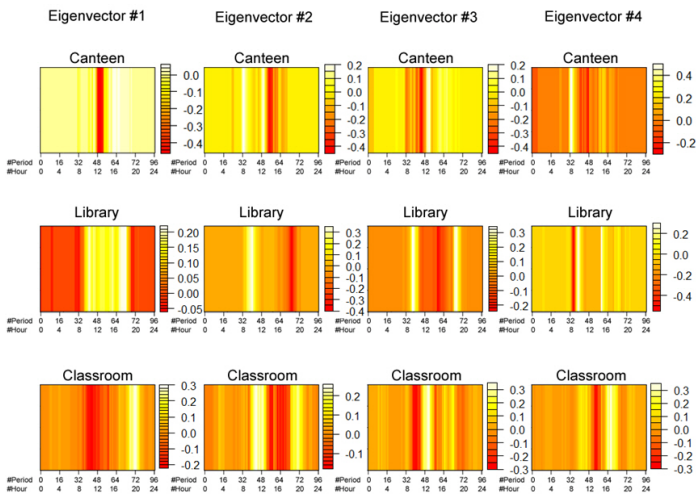 Eigenvector #1 Eigenvector #2 Eigenvector #3 Eigenvector #4
Canteen Canteen Canteen Canteen
0.0 -0.1 -0.2 -0.3 -0.4
0.2 0.1 0.0 -0.1 -0.2 -0.3 -0.4
0.2 0.1 0.0 -0.1 -0.2 -0.3 -0.4
0.4 0.2 0.0 -0.2
#Period 0 16 32 48 64 80 96 #Period 0 16 32 48 64 80 96 #Period 0 16 32 48 64 80 96 #Period 0 16 32 48 64 80 96
#Hour 0 4 8 12 16 20 24 #Hour 0 4 8 12 16 20 24 #Hour 0 4 8 12 16 20 24 #Hour 0 4 8 12 16 20 24
Library Library Library Library
0.20 0.15 0.10 0.05 0.00 -0.05
0.3 0.2 0.1 0.0 -0.1 -0.2 -0.3 -0.4
0.3 0.2 0.1 0.0 -0.1 -0.2
0.2 0.0 -0.2 -0.4
#Period 0 16 32 48 64 80 96 #Period 0 16 32 48 64 80 96 #Period 0 16 32 48 64 80 96 #Period 0 16 32 48 64 80 96
#Hour 0 4 8 12 16 20 24 #Hour 0 4 8 12 16 20 24 #Hour 0 4 8 12 16 20 24 #Hour 0 4 8 12 16 20 24
Classroom Classroom Classroom Classroom
0.3 0.2 0.1 0.0 -0.1 -0.2
0.2 0.1 0.0 -0.1
0.3 0.2 0.1 0.0 -0.1 -0.2 -0.3
0.3 0.2 0.1 0.0 -0.1 -0.2 -0.3
#Period 0 16 32 48 64 80 96 #Period 0 16 32 48 64 80 96 #Period 0 16 32 48 64 80 96 #Period 0 16 32 48 64 80 96
#Hour 0 4 8 12 16 20 24 #Hour 0 4 8 12 16 20 24 #Hour 0 4 8 12 16 20 24 #Hour 0 4 8 12 16 20 24